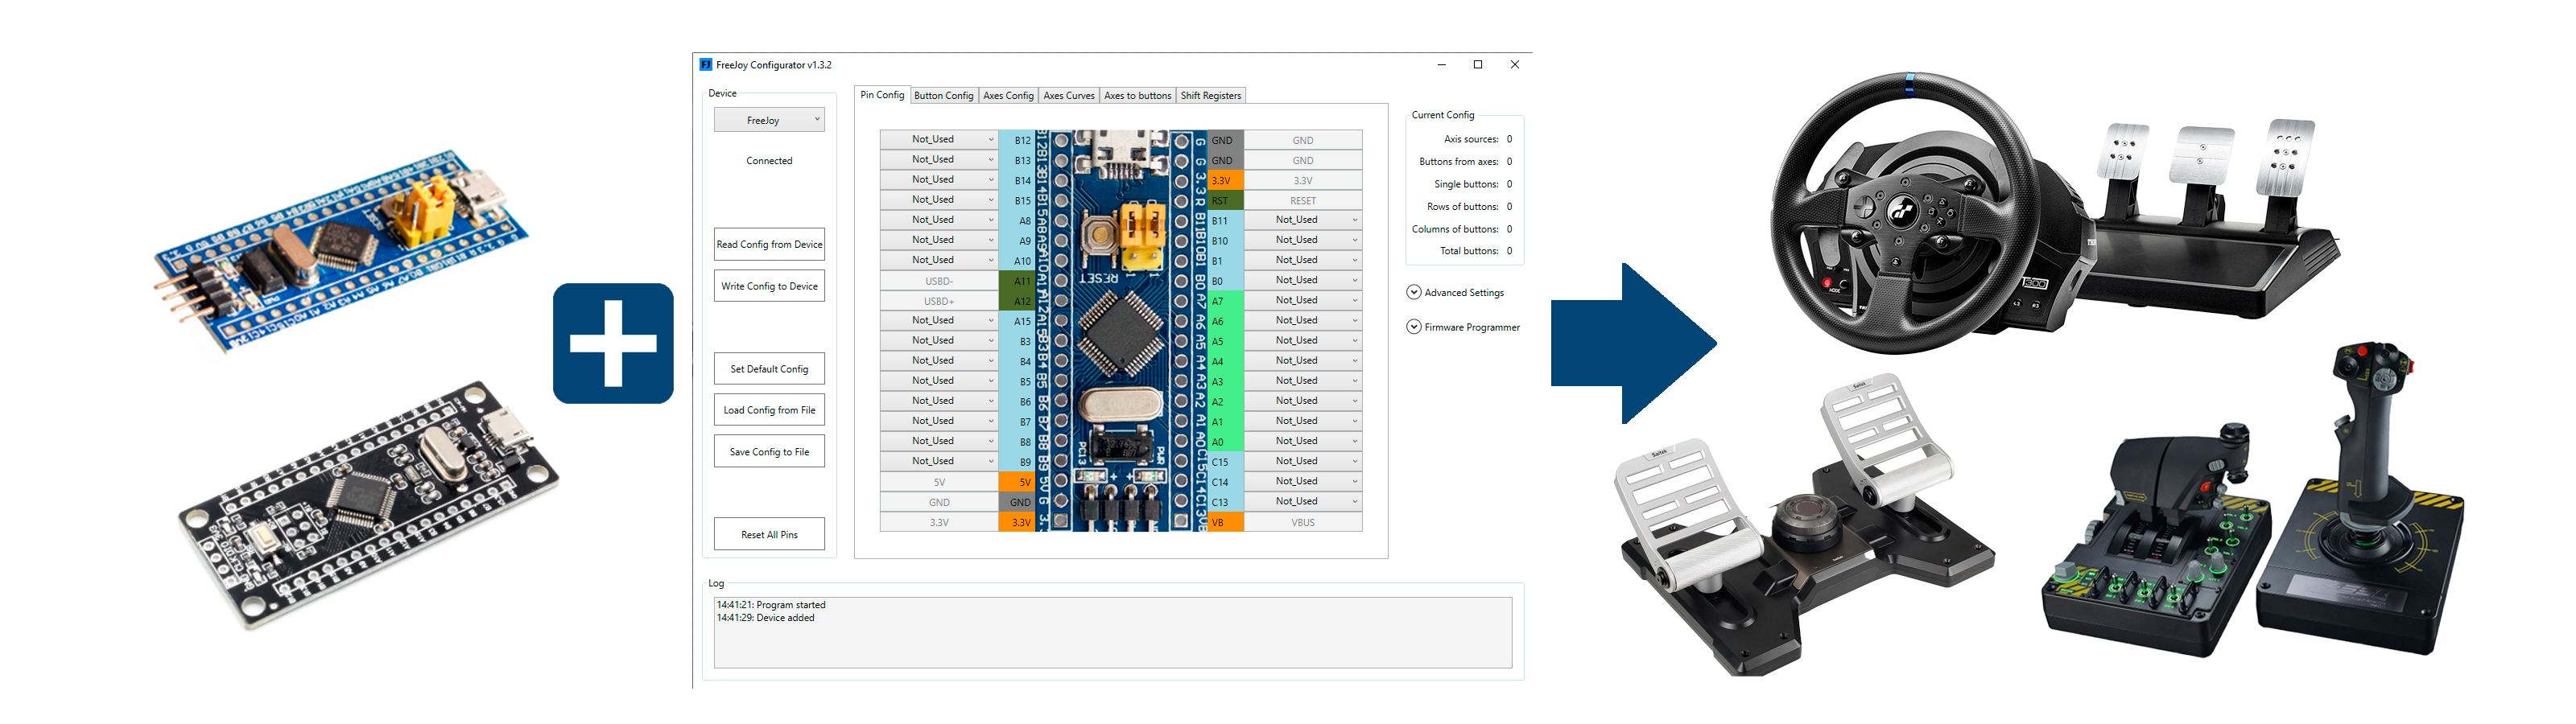 FreeJoy Configurator v1.3.2
Device
FreeJoy
Connected
Read Config from Device
Write Config to Device
Set Default Config
Load Config from File
Save Config to File
Reset All Pins
Pin Config Button Config Axes Config Axes Curves Axes to buttons Shift Registers
Not_Used B12 GND GND
Not_Used B13 GND GND
Not_Used B14 3.3V 3.3V
Not_Used B15 RST RESET
Not_Used A8 B11 Not_Used
Not_Used A9 B10 Not_Used
Not_Used A10 B1 Not_Used
USBD- A11 B0 Not_Used
USBD+ A12 A7 Not_Used
Not_Used A15 A6 Not_Used
Not_Used B3 A5 Not_Used
Not_Used B4 A4 Not_Used
Not_Used B5 A3 Not_Used
Not_Used B6 A2 Not_Used
Not_Used B7 A1 Not_Used
Not_Used B8 A0 Not_Used
Not_Used B9 C15 Not_Used
5V 5V C14 Not_Used
GND GND C13 Not_Used
3.3V 3.3V VB VBUS
RESET
PC13
PWR
Current Config
Axis sources: 0
Buttons from axes: 0
Single buttons: 0
Rows of buttons: 0
Columns of buttons: 0
Total buttons: 0
Advanced Settings
Firmware Programmer
Log
14:41:21: Program started
14:41:29: Device added
Saitek
Saitek